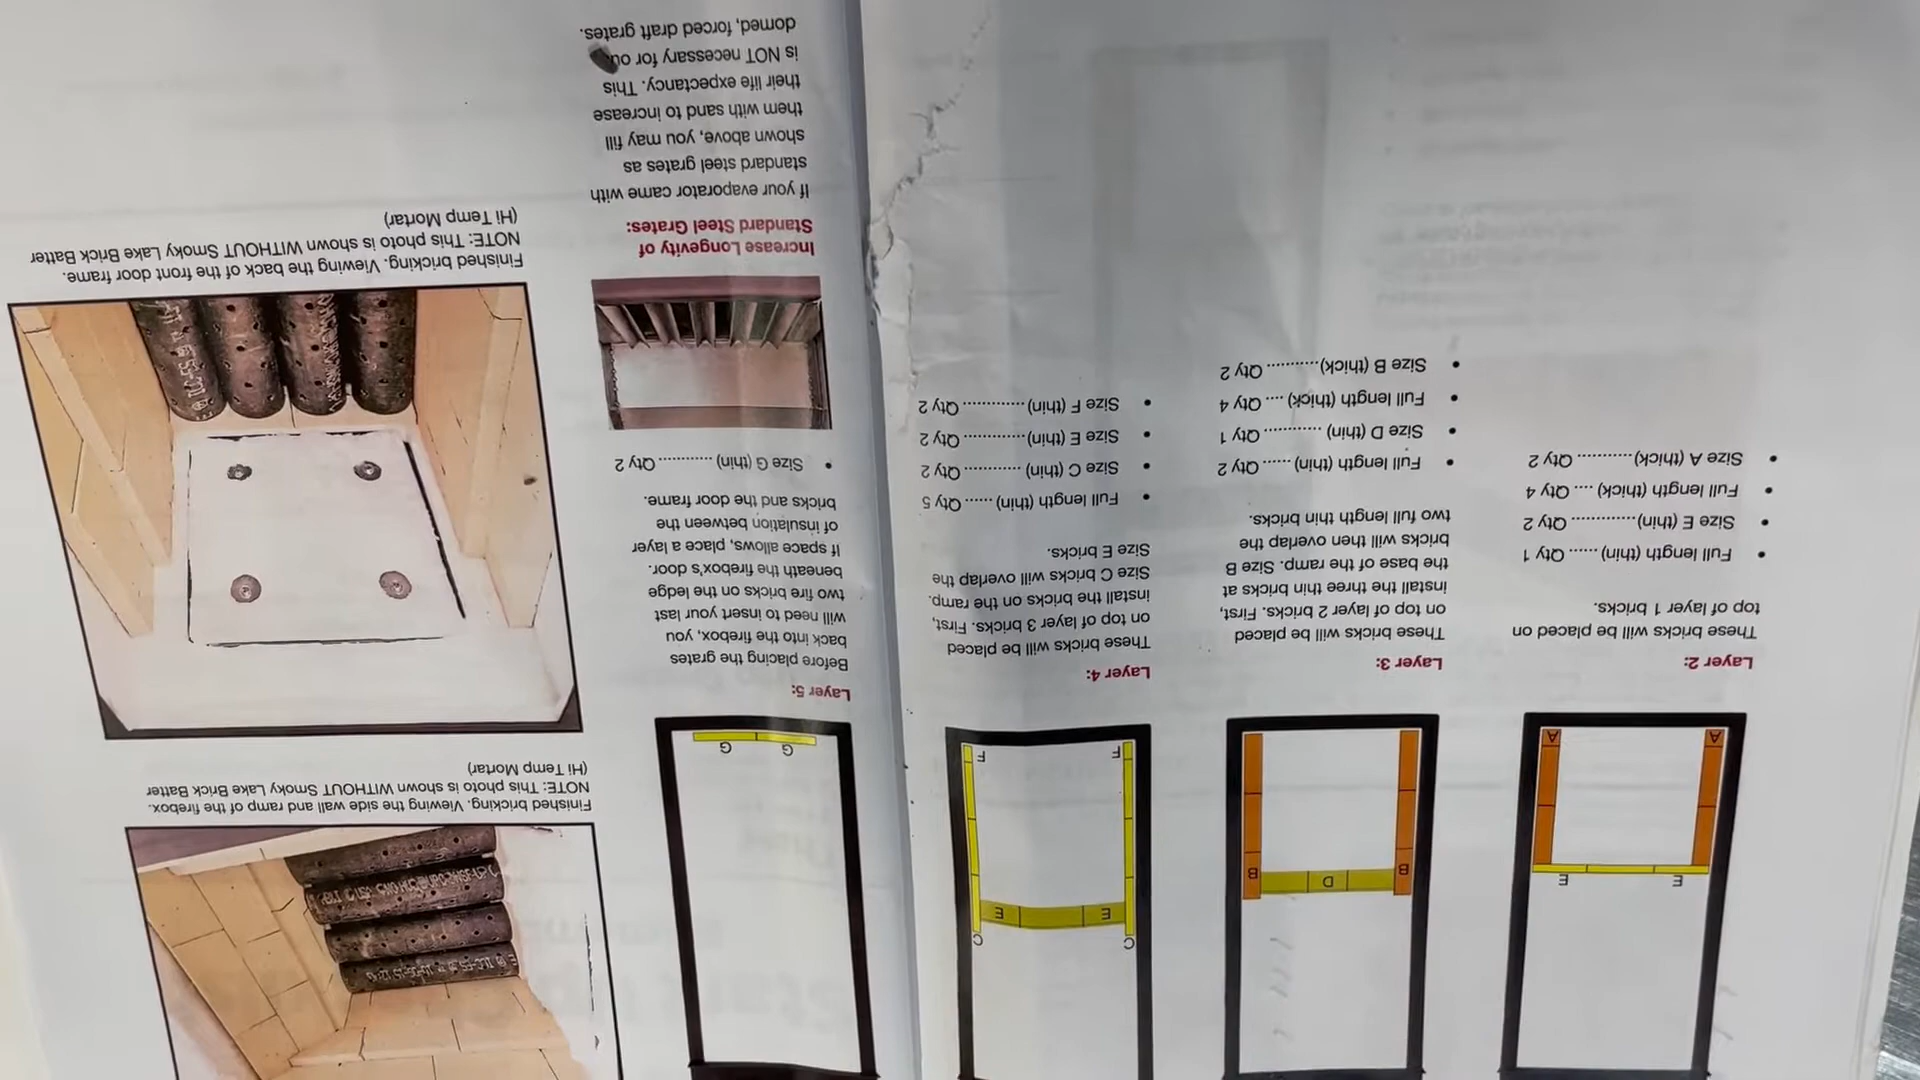 E E
A A
Layer 2:
These bricks will be placed on
top of layer 1 bricks.
• Full length (thin) ...... Qty 1
• Size E (thin)............. Qty 2
• Full length (thick) .... Qty 4
• Size A (thick)........... Qty 2
B D B
Layer 3:
These bricks will be placed
on top of layer 2 bricks. First,
install the three thin bricks at
the base of the ramp. Size B
bricks will then overlap the
two full length thin bricks.
• Full length (thin) ...... Qty 2
• Size D (thin) ............ Qty 1
• Full length (thick) .... Qty 4
• Size B (thick)........... Qty 2
C C
E E
F F
Layer 4:
These bricks will be placed
on top of layer 3 bricks. First,
install the bricks on the ramp.
Size C bricks will overlap the
Size E bricks.
• Full length (thin) ...... Qty 5
• Size C (thin) ............ Qty 2
• Size E (thin)............. Qty 2
• Size F (thin) ............. Qty 2
G G
Layer 5:
Before placing the grates
back into the firebox, you
will need to insert your last
two fire bricks on the ledge
beneath the firebox's door.
If space allows, place a layer
of insulation between the
bricks and the door frame.
• Size G (thin) ........... Qty 2
Increase Longevity of
Standard Steel Grates:
If your evaporator came with
standard steel grates as
shown above, you may fill
them with sand to increase
their life expectancy. This
is NOT necessary for
domed, forced draft grates.
Finished bricking. Viewing the side wall and ramp of the firebox.
NOTE: This photo is shown WITHOUT Smoky Lake Brick Batter
(Hi Temp Mortar)
Finished bricking. Viewing the back of the front door frame.
NOTE: This photo is shown WITHOUT Smoky Lake Brick Batter
(Hi Temp Mortar)